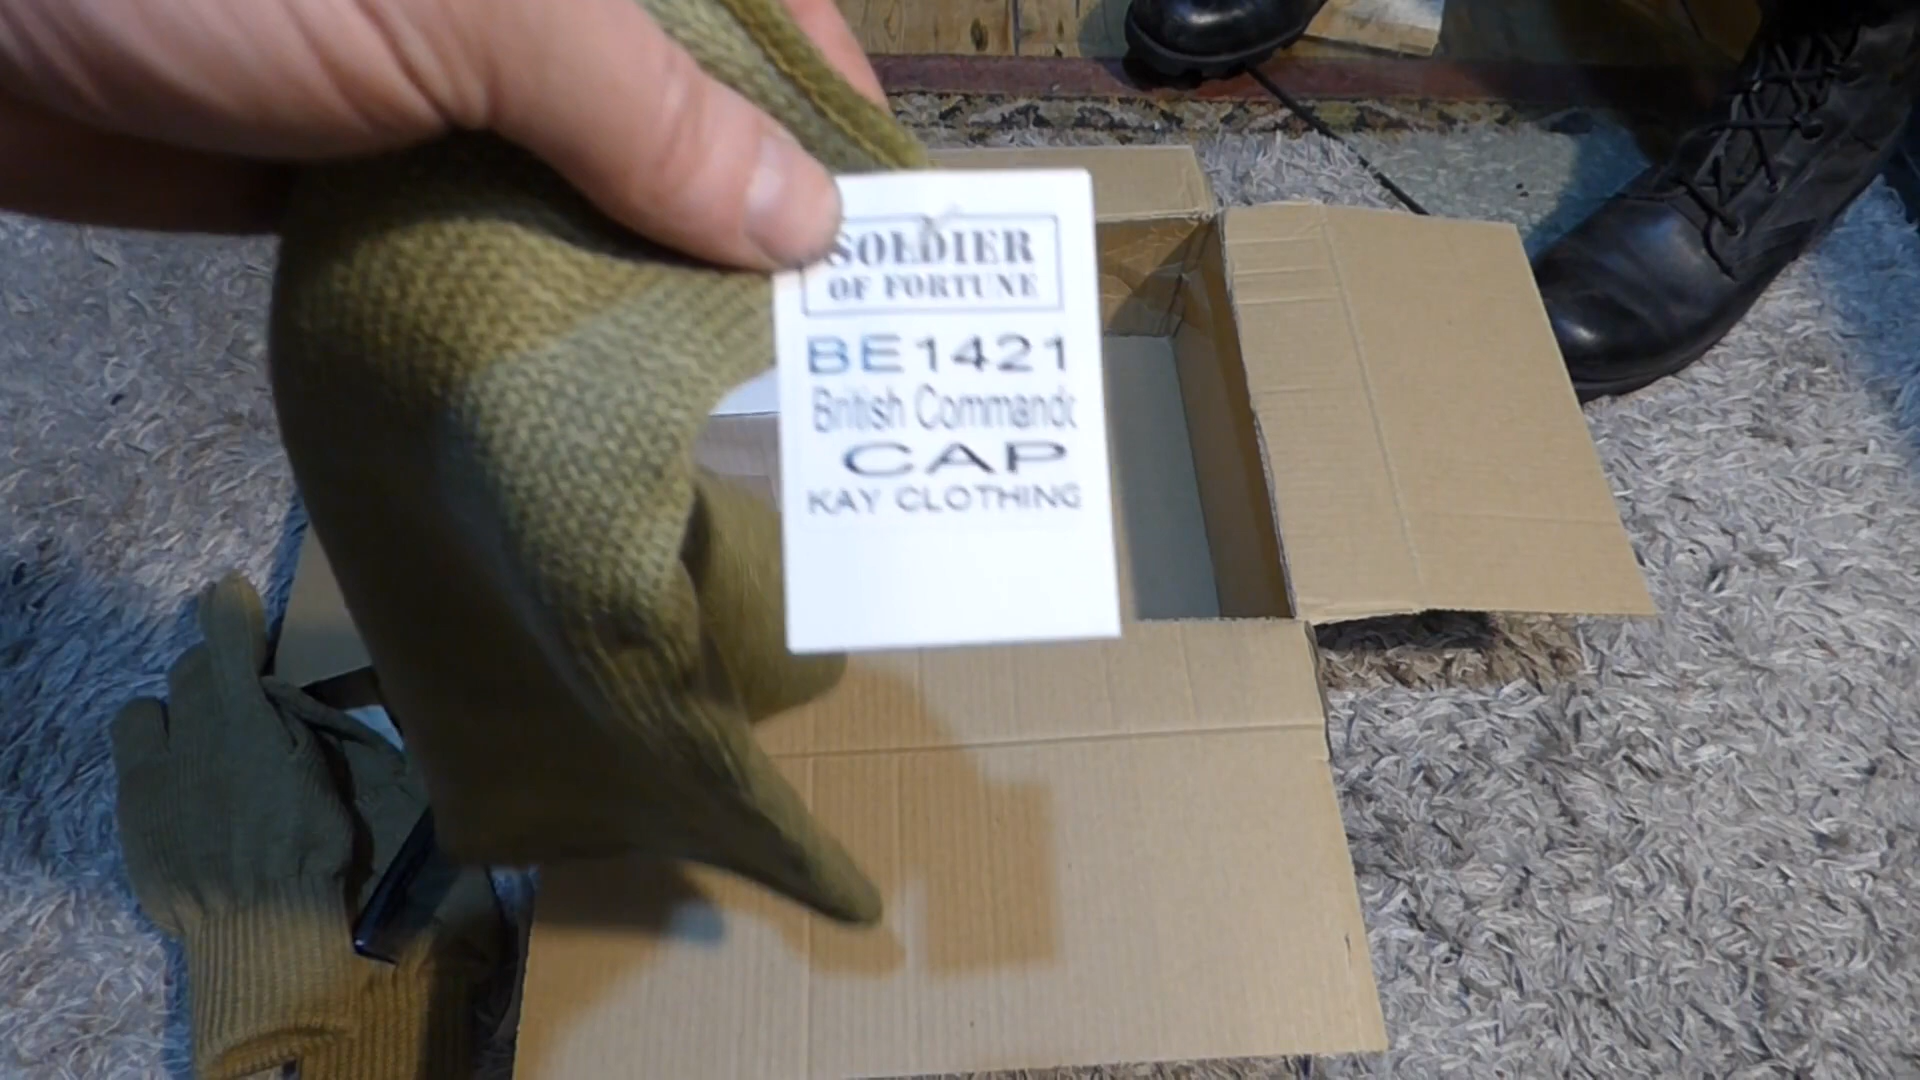 SOLDIER
OF FORTUNE
BE1421
British Commando
CAP
KAY CLOTHING